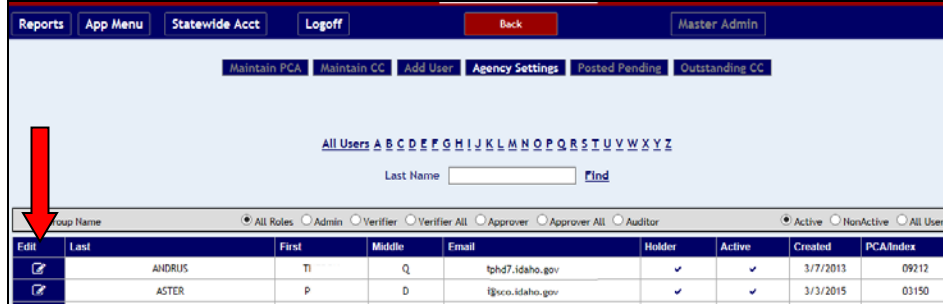 Reports App Menu Statewide Acct Logoff Back Master Admin
Maintain PCA Maintain CC Add User Agency Settings Posted Pending Outstanding CC
All Users A B C D E F G H I J K L M N O P Q R S T U V W X Y Z
Last Name Find
oup Name All Roles Admin Verifier Verifier All Approver Approver All Auditor Active NonActive All User
Edit Last First Middle Email Holder Active Created PCA/Index
ANDRUS TI Q tphd7.idaho.gov 3/7/2013 09212
ASTER P D @sco.idaho.gov 3/3/2015 03150